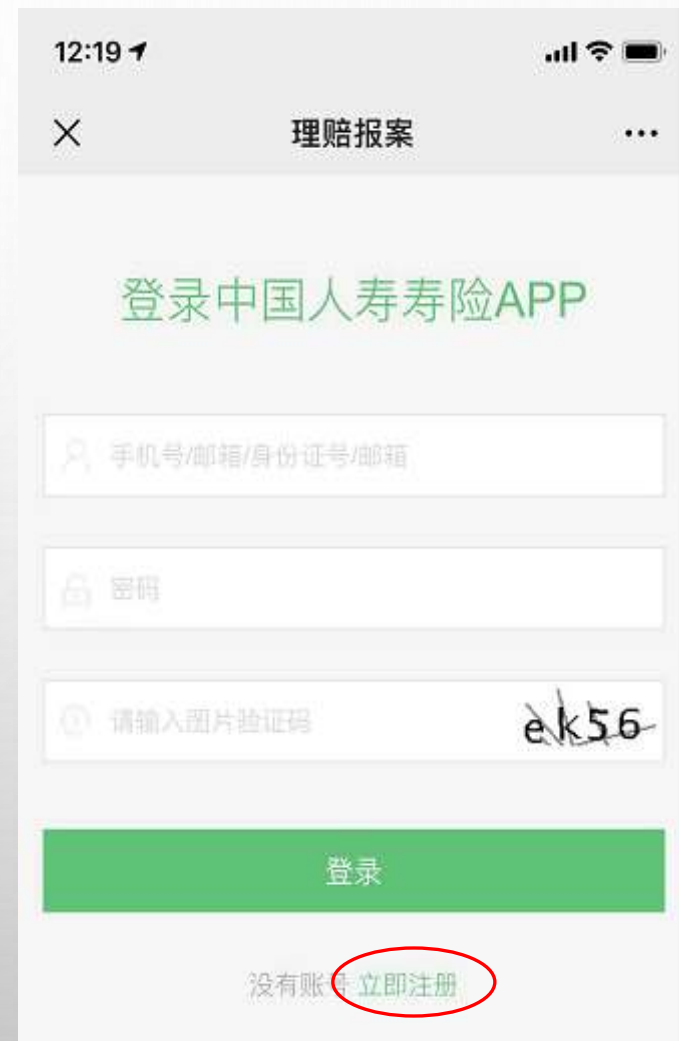 12:19
理赔报案
登录中国人寿寿险APP
手机号/邮箱/身份证号/邮箱
密码
请输入图片验证码
ek56
登录
没有账号 立即注册